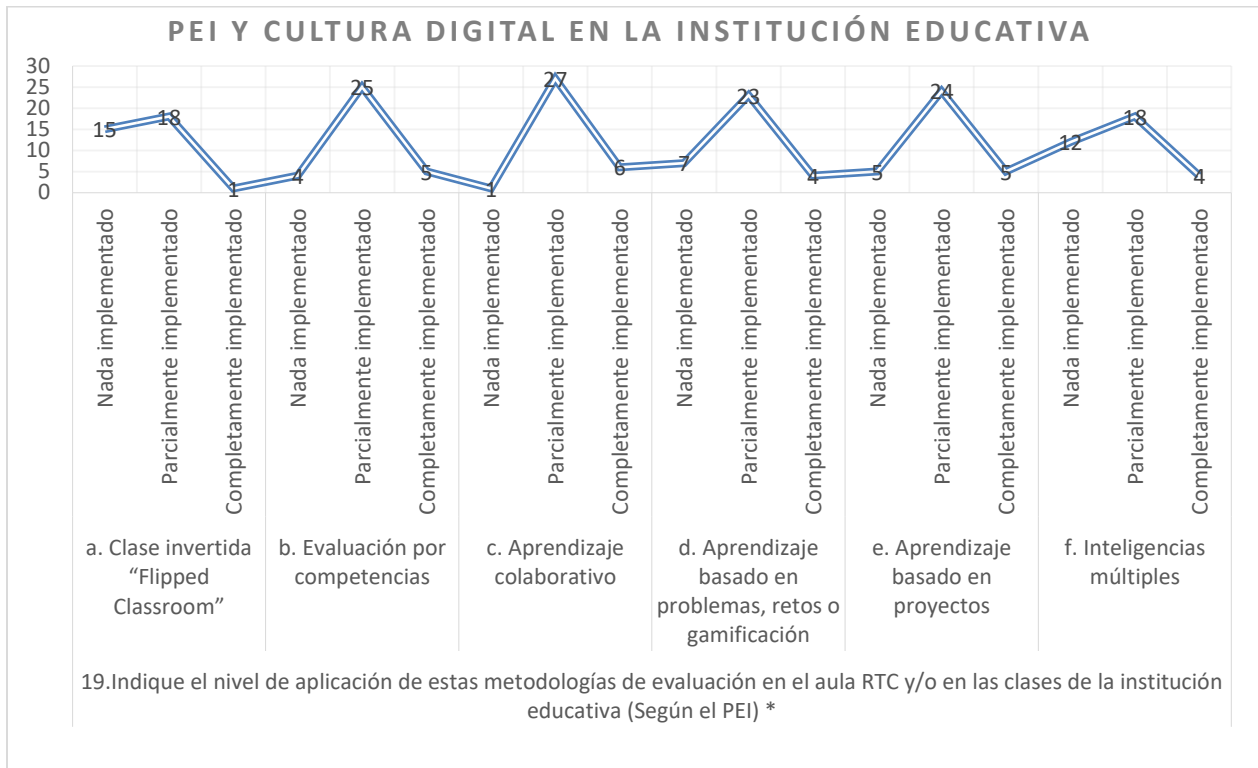 PEI Y CULTURA DIGITAL EN LA INSTITUCIÓN EDUCATIVA
30
25
20
15
10
5
0
15
18
1
4
25
5
1
27
6
7
23
4
5
24
5
12
18
4
Nada implementado
Parcialmente implementado
Completamente implementado
Nada implementado
Parcialmente implementado
Completamente implementado
Nada implementado
Parcialmente implementado
Completamente implementado
Nada implementado
Parcialmente implementado
Completamente implementado
Nada implementado
Parcialmente implementado
Completamente implementado
Nada implementado
Parcialmente implementado
Completamente implementado
a. Clase invertida
“Flipped
Classroom”
b. Evaluación por
competencias
c. Aprendizaje
colaborativo
d. Aprendizaje
basado en
problemas, retos o
gamificación
e. Aprendizaje
basado en
proyectos
f. Inteligencias
múltiples
19.Indique el nivel de aplicación de estas metodologías de evaluación en el aula RTC y/o en las clases de la institución
educativa (Según el PEI) *